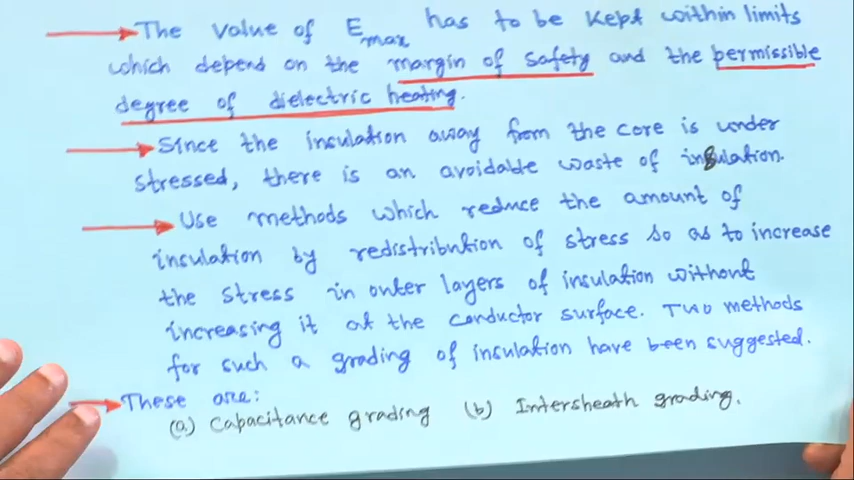 The value of Emax has to be kept within limits
which depend on the margin of safety and the permissible
degree of dielectric heating.
Since the insulation away from the core is under
stressed, there is an avoidable waste of insulation.
Use methods which reduce the amount of
insulation by redistribution of stress so as to increase
the stress in outer layers of insulation without
increasing it at the conductor surface. Two methods
for such a grading of insulation have been suggested.
These are:
(a) Capacitance grading (b) Intersheath grading.